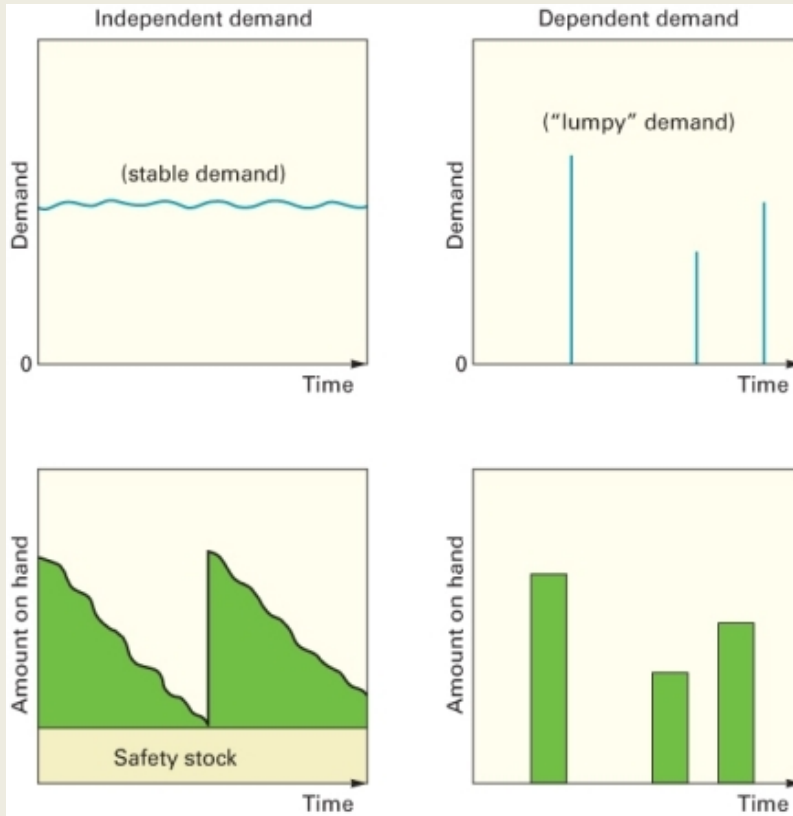 Independent demand
Demand
(stable demand)
0
Time
Dependent demand
Demand
("lumpy" demand)
0
Time
Amount on hand
Safety stock
Time
Amount on hand
Time